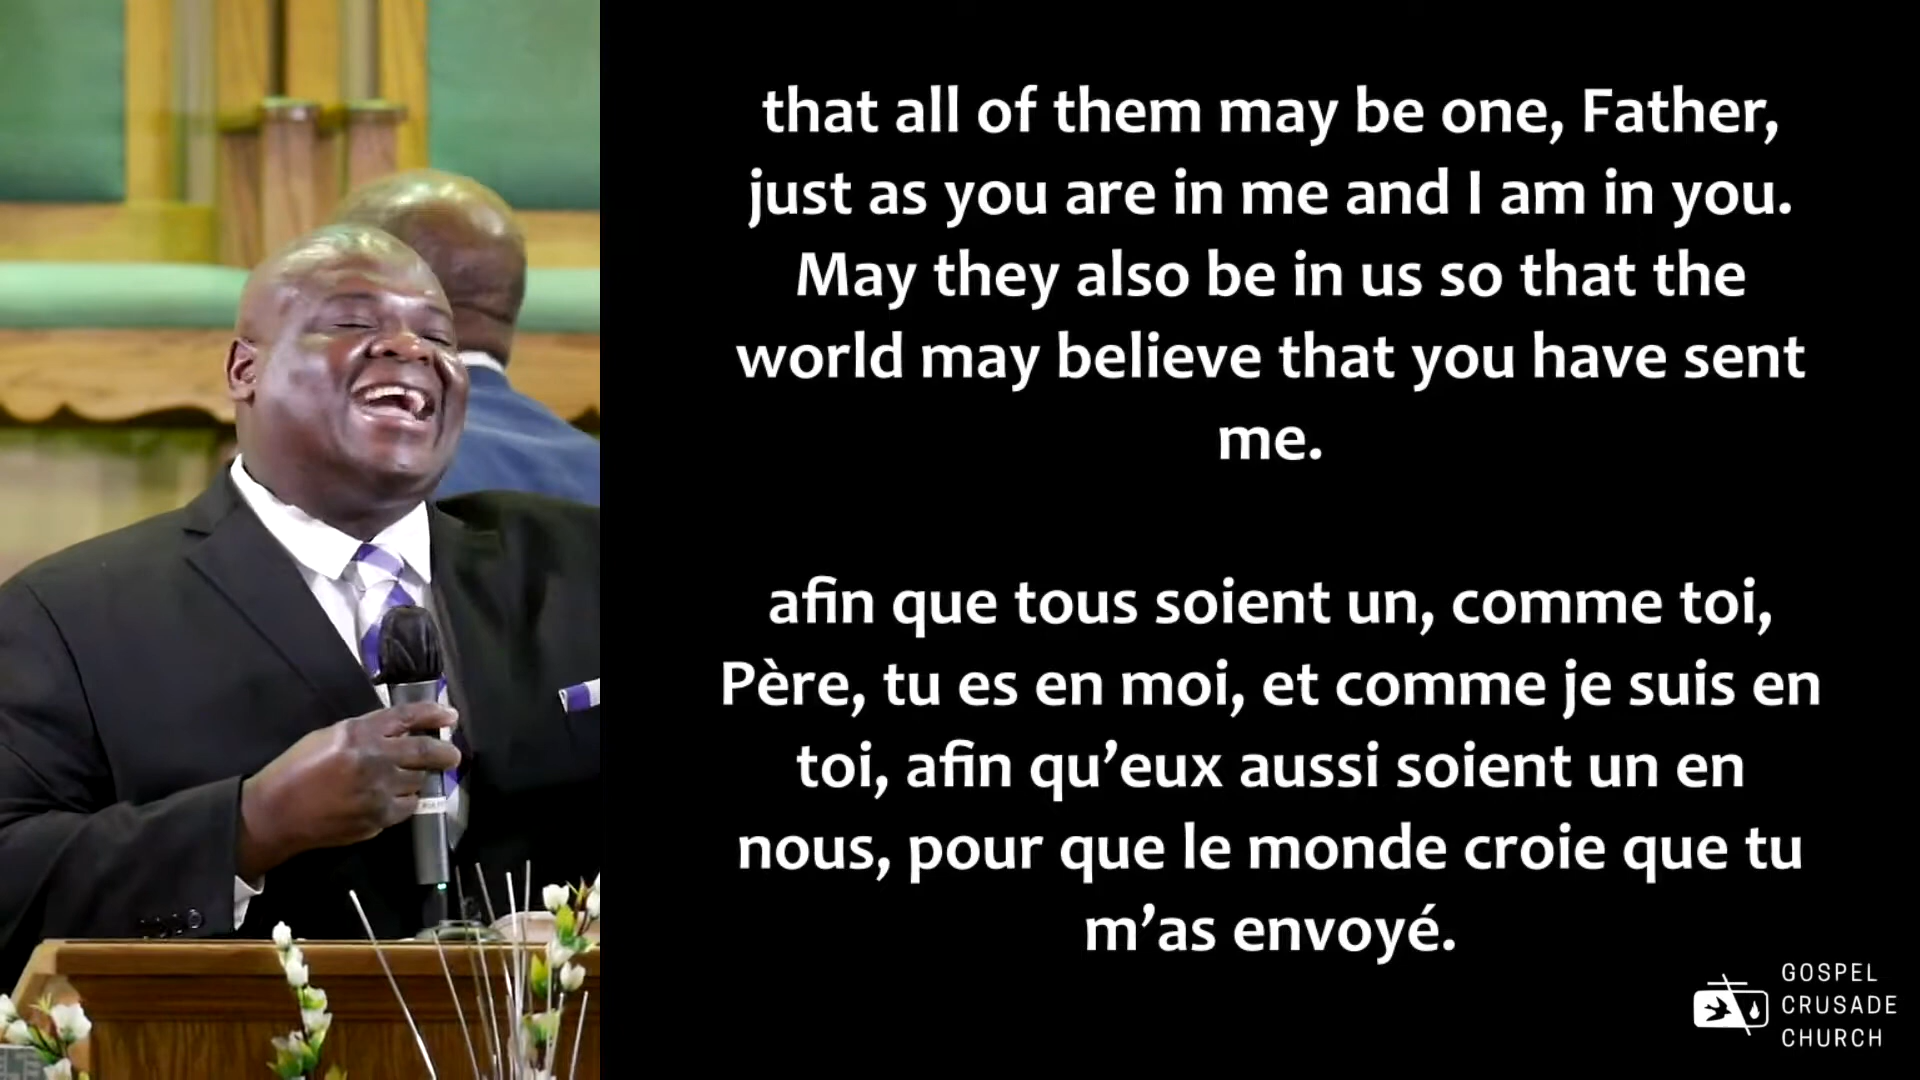 that all of them may be one, Father,
just as you are in me and I am in you.
May they also be in us so that the
world may believe that you have sent
me.
afin que tous soient un, comme toi,
Père, tu es en moi, et comme je suis en
toi, afin qu’eux aussi soient un en
nous, pour que le monde croie que tu
m’as envoyé.
GOSPEL
CRUSADE
CHURCH